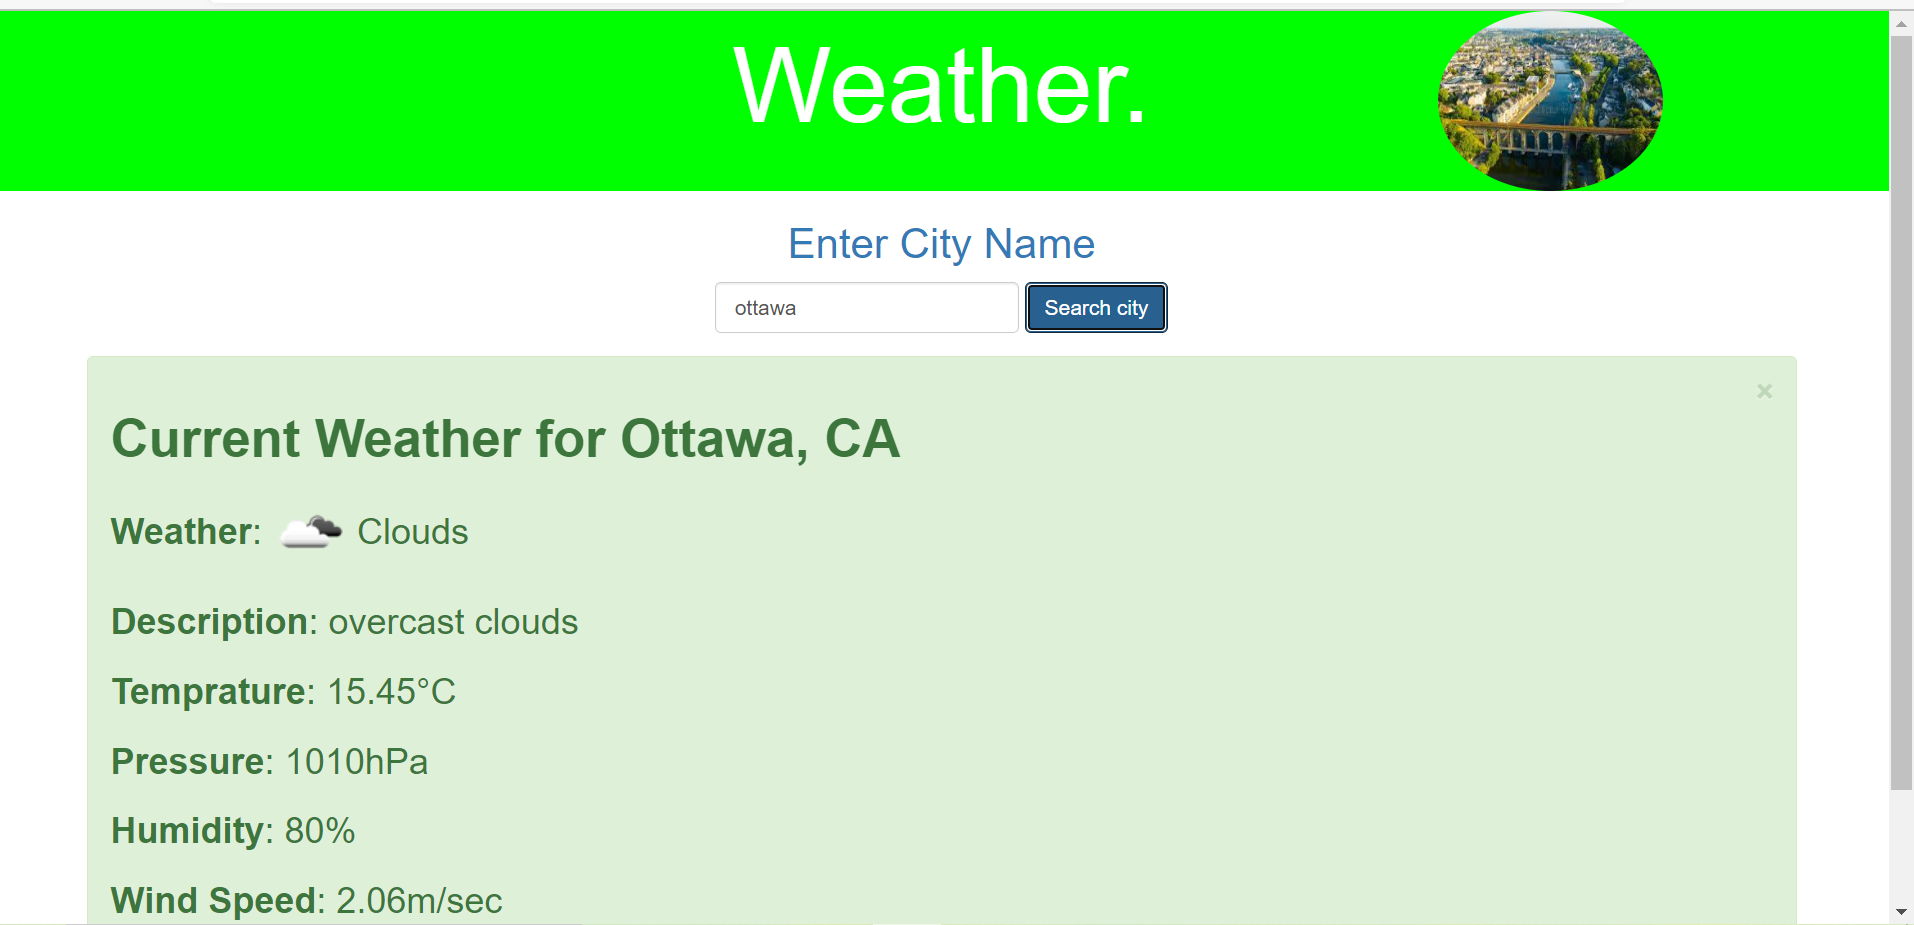 Weather.
Enter City Name
ottawa
Search city
×
Current Weather for Ottawa, CA
Weather: Clouds
Description: overcast clouds
Temprature: 15.45°C
Pressure: 1010hPa
Humidity: 80%
Wind Speed: 2.06m/sec